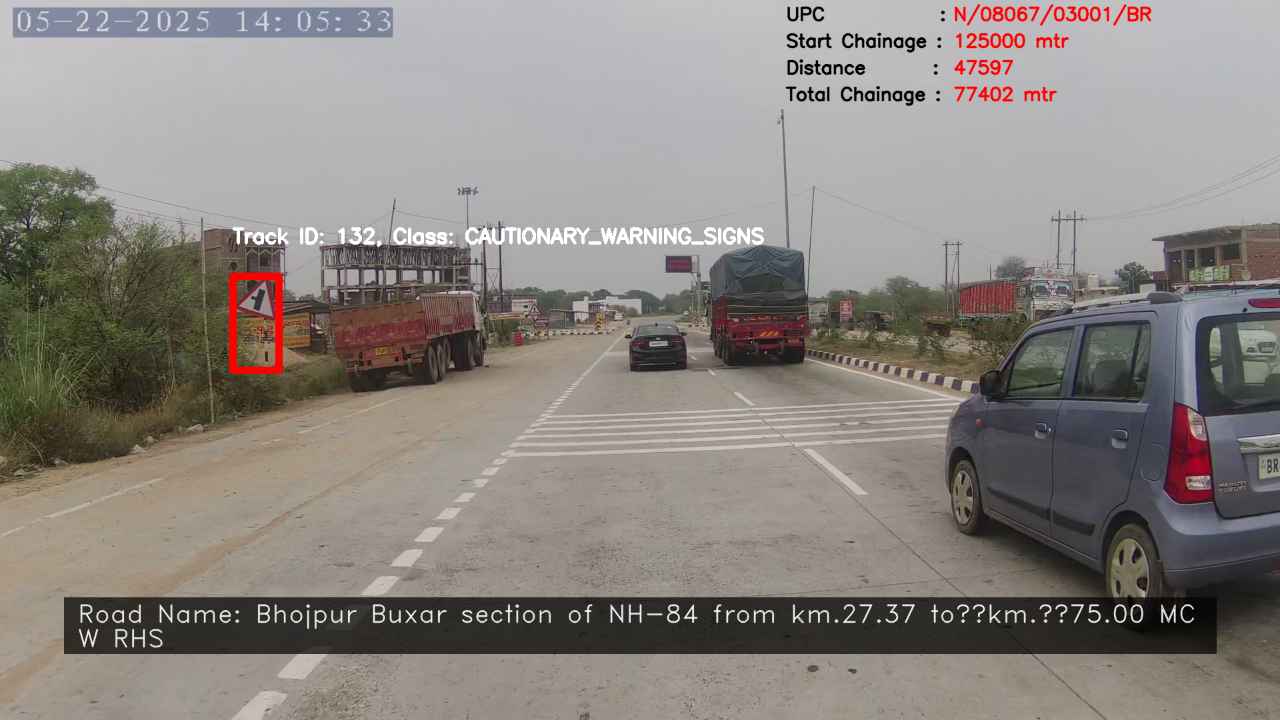 05-22-2025 14:05:33
UPC : N/08067/03001/BR
Start Chainage : 125000 mtr
Distance : 47597
Total Chainage : 77402 mtr
Track ID: 132, Class: CAUTIONARY_WARNING_SIGNS
BR
Road Name: Bhojpur Buxar section of NH-84 from km.27.37 to??km.??75.00 MC
W RHS